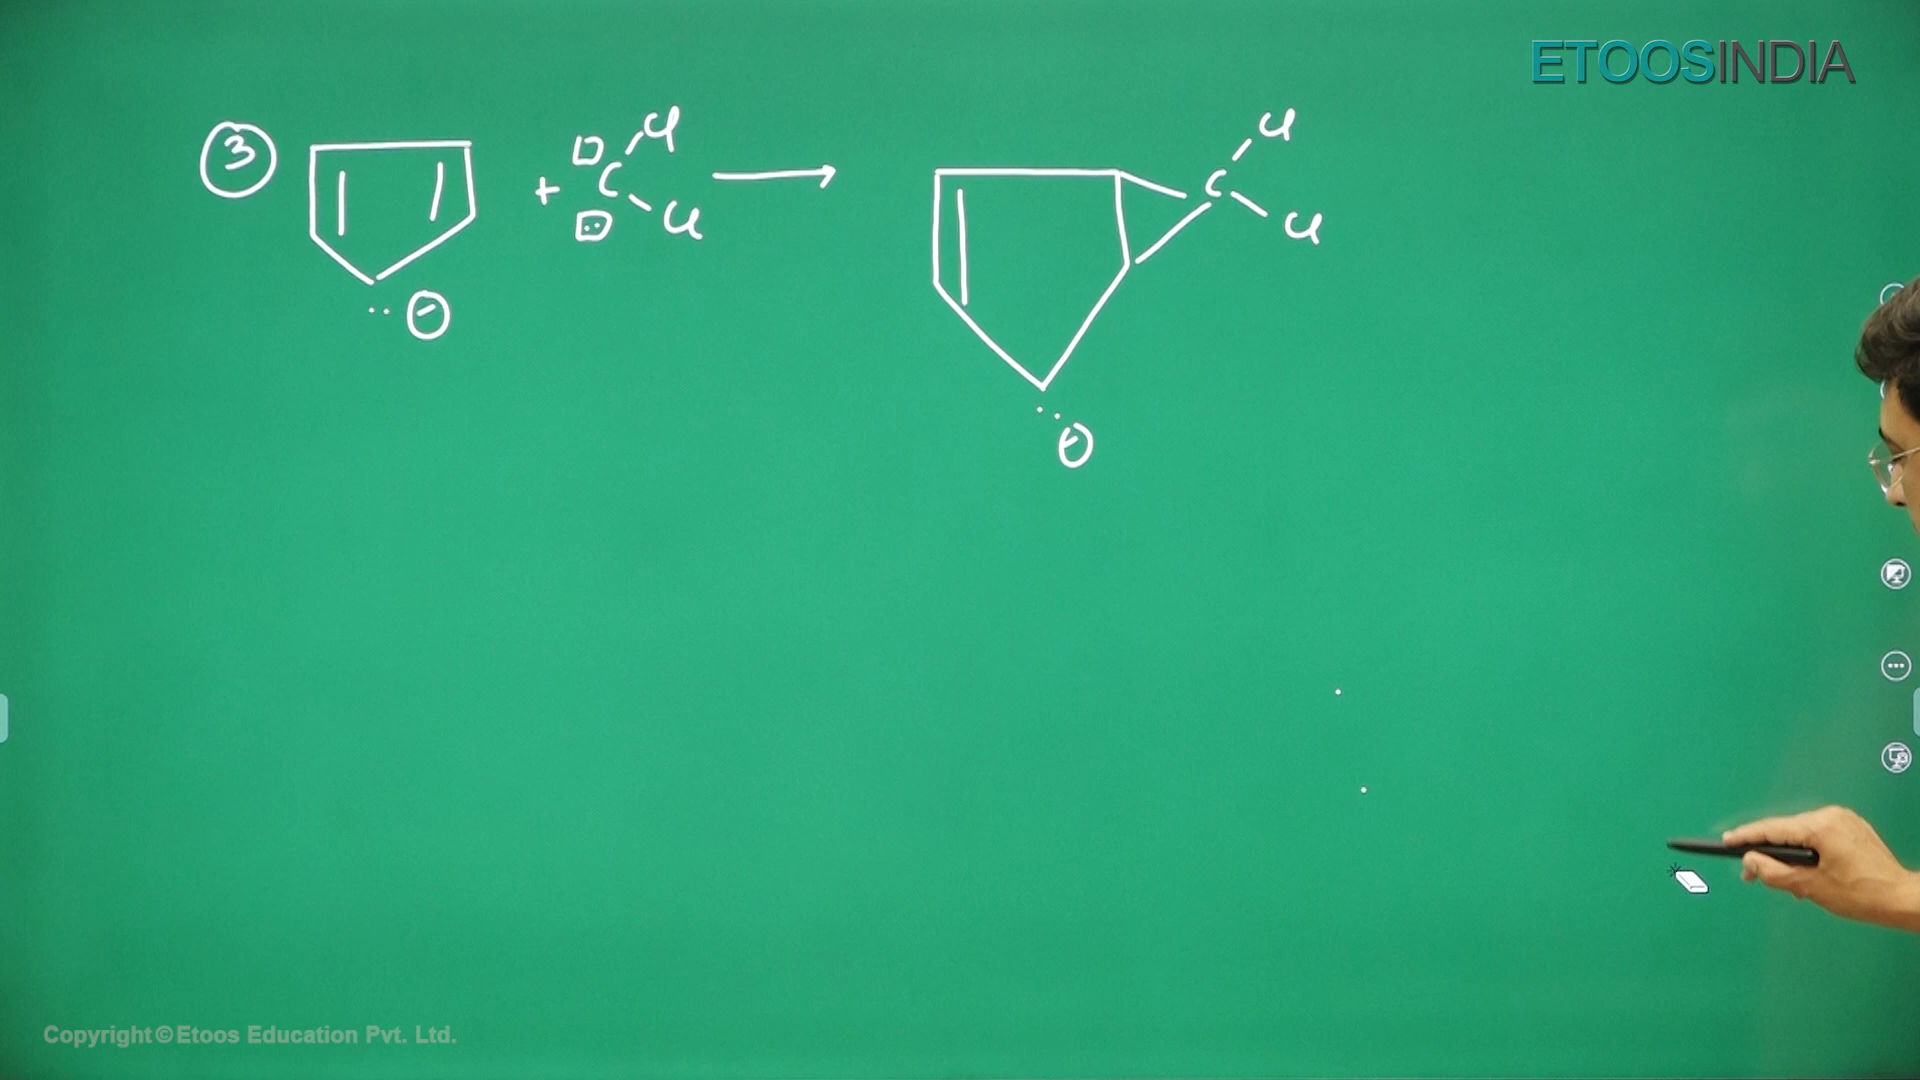 ETOOSINDIA
3
Cl
+ C
Cl
Cl
C
Cl
Copyright © Etoos Education Pvt. Ltd.